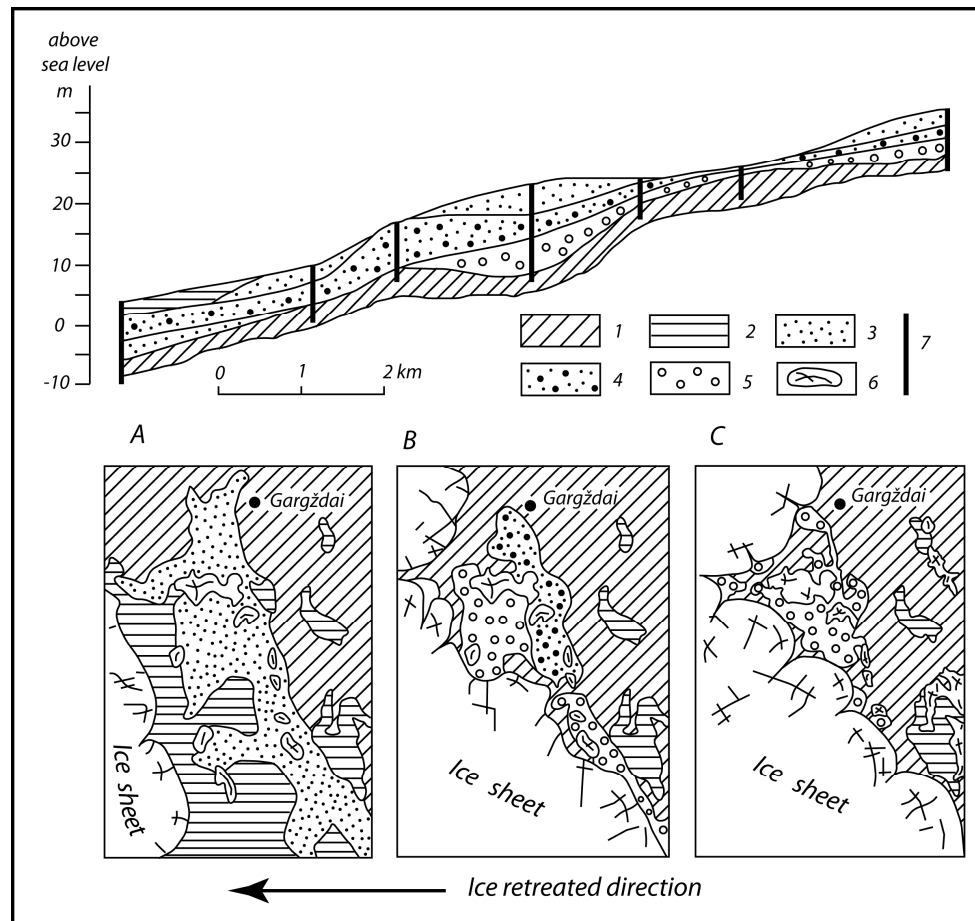 above
sea level
m
30
20
10
0
-10
0 1 2 km
1 2 3 7
4 5 6
A B C
Gargždai Gargždai Gargždai
Ice sheet Ice sheet Ice sheet
Ice retreated direction